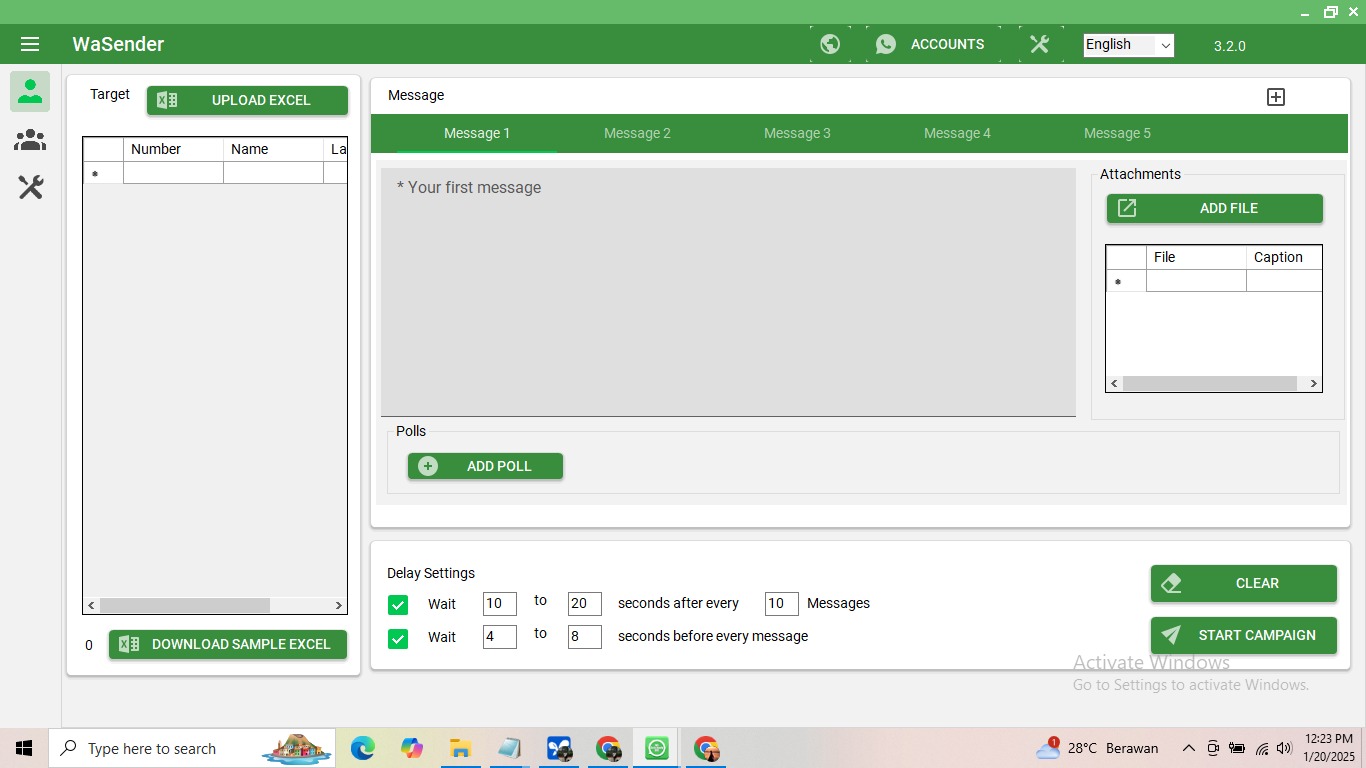 WaSender
ACCOUNTS
English
3.2.0
Target
UPLOAD EXCEL
Number Name La
*
0
DOWNLOAD SAMPLE EXCEL
Message
Message 1 Message 2 Message 3 Message 4 Message 5
* Your first message
Attachments
ADD FILE
File Caption
*
Polls
ADD POLL
Delay Settings
Wait 10 to 20 seconds after every 10 Messages
Wait 4 to 8 seconds before every message
CLEAR
START CAMPAIGN
Activate Windows
Go to Settings to activate Windows.
Type here to search
1
28°C Berawan
12:23 PM
1/20/2025